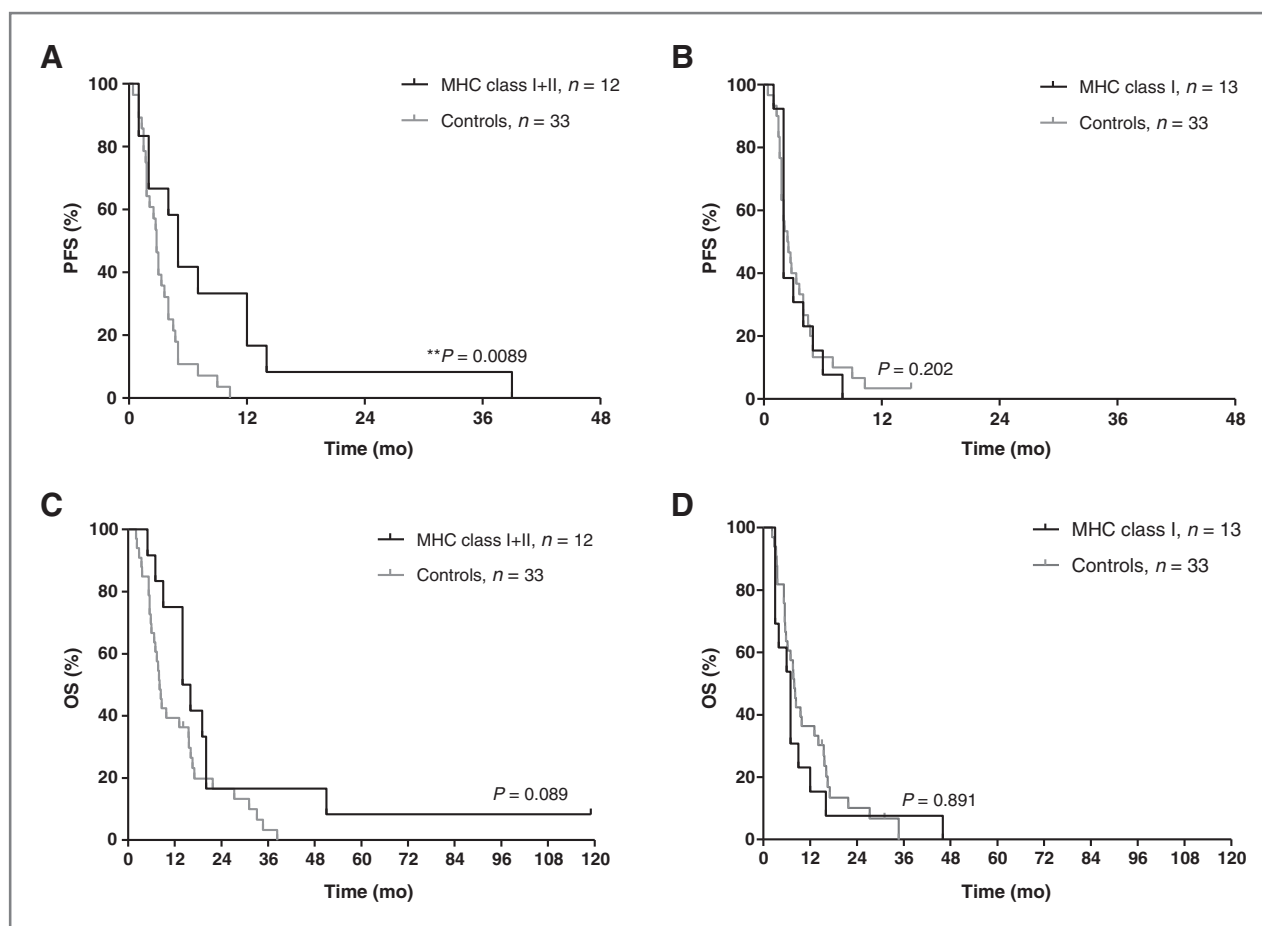 A
MHC class I+II, n = 12
Controls, n = 33
100
80
60
40
20
0
PFS (%)
**P = 0.0089
0 12 24 36 48
Time (mo)
B
MHC class I, n = 13
Controls, n = 33
100
80
60
40
20
0
PFS (%)
P = 0.202
0 12 24 36 48
Time (mo)
C
MHC class I+II, n = 12
Controls, n = 33
100
80
60
40
20
0
OS (%)
P = 0.089
0 12 24 36 48 60 72 84 96 108 120
Time (mo)
D
MHC class I, n = 13
Controls, n = 33
100
80
60
40
20
0
OS (%)
P = 0.891
0 12 24 36 48 60 72 84 96 108 120
Time (mo)